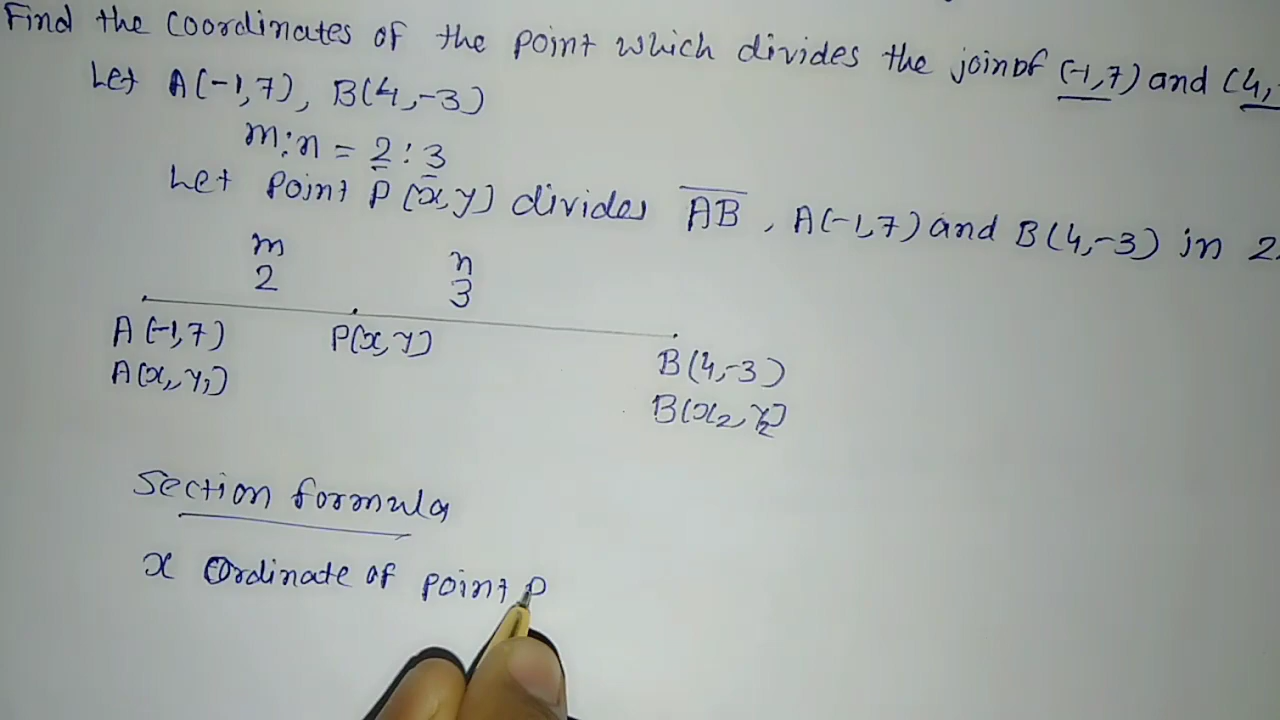 Find the coordinates of the point which divides the join of (-1,7) and (4,
Let A(-1,7), B(4,-3)
m:n = 2:3
Let point P(x,y) divides AB, A(-1,7) and B(4,-3) in 2:
m n
2 3
A(-1,7) P(x,y) B(4,-3)
A(x1,y1) B(x2,y2)
Section formula
x ordinate of point P